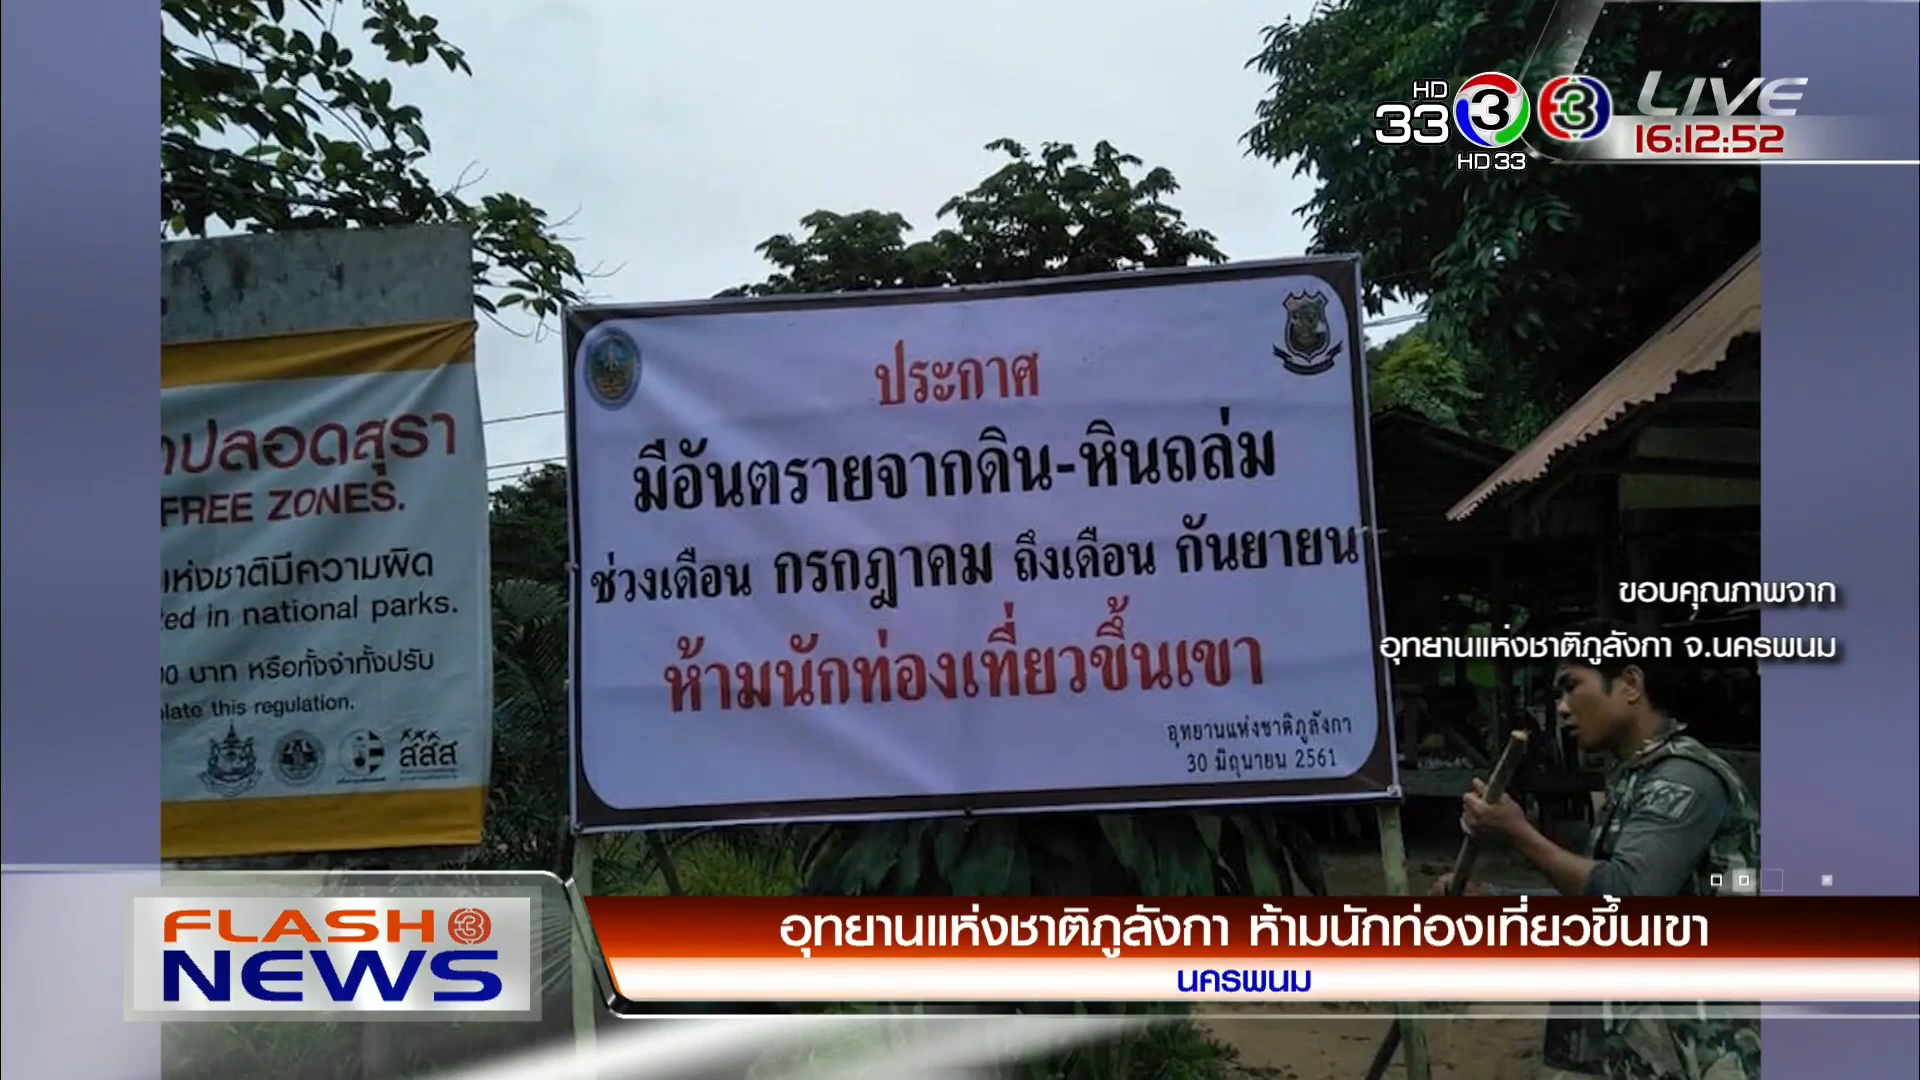 HD
33 3 3
HD 33
LIVE
16:12:52
ปลอดสุรา
FREE ZONES.
แห่งชาติมีความผิด
ted in national parks.
00 บาท หรือทั้งจำทั้งปรับ
late this regulation.
สสส
ประกาศ
มีอันตรายจากดิน-หินถล่ม
ช่วงเดือน กรกฎาคม ถึงเดือน กันยายน
ห้ามนักท่องเที่ยวขึ้นเขา
อุทยานแห่งชาติภูลังกา
30 มิถุนายน 2561
ขอบคุณภาพจาก
อุทยานแห่งชาติภูลังกา จ.นครพนม
FLASH 3
NEWS
อุทยานแห่งชาติภูลังกา ห้ามนักท่องเที่ยวขึ้นเขา
นครพนม